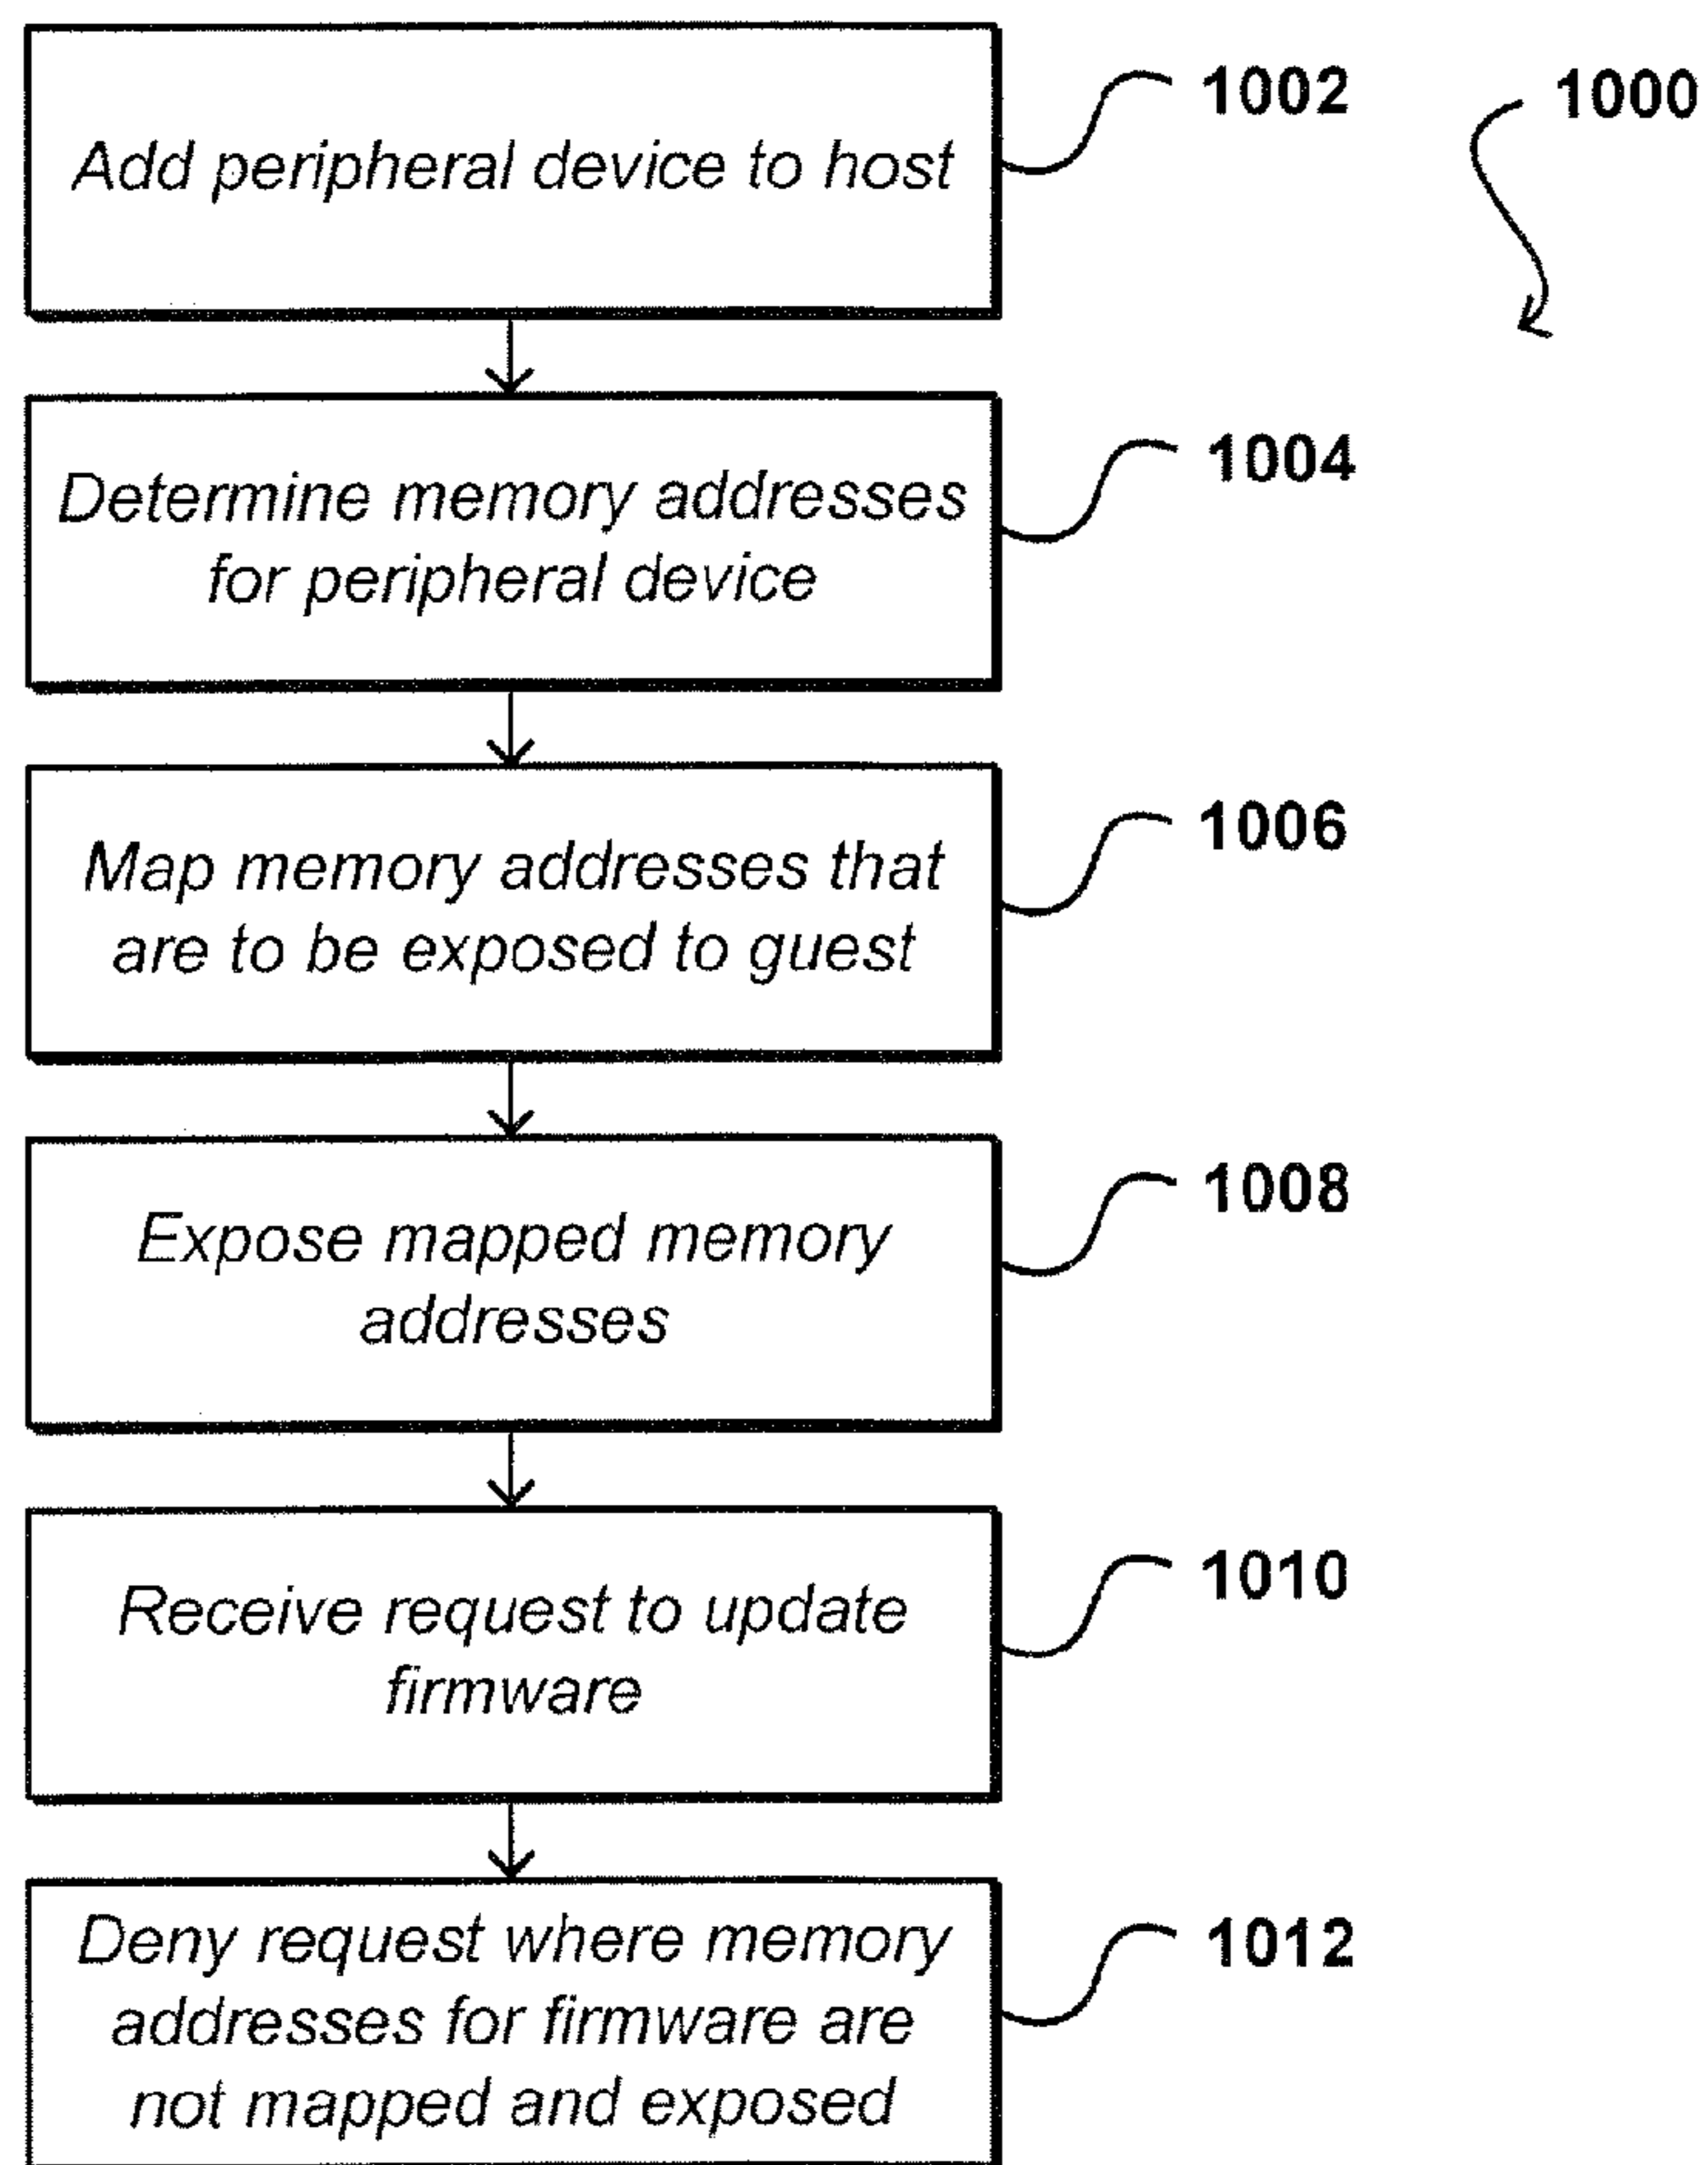 Add peripheral device to host
1002
1000
Determine memory addresses
for peripheral device
1004
Map memory addresses that
are to be exposed to guest
1006
Expose mapped memory
addresses
1008
Receive request to update
firmware
1010
Deny request where memory
addresses for firmware are
not mapped and exposed
1012